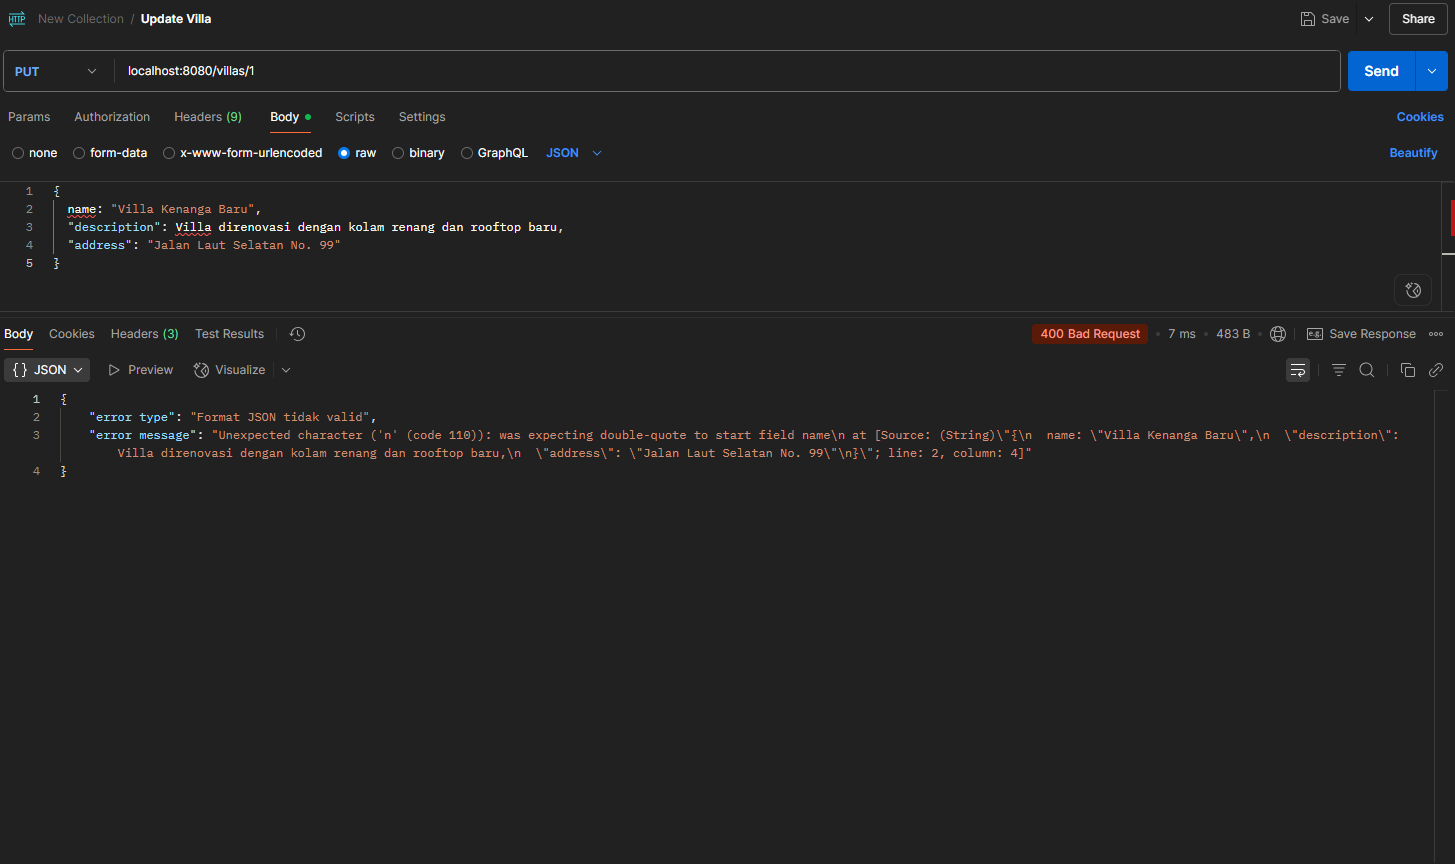 HTTP New Collection / Update Villa Save Share
PUT localhost:8080/villas/1 Send
Params Authorization Headers (9) Body Scripts Settings Cookies
none form-data x-www-form-urlencoded raw binary GraphQL JSON Beautify
1 {
2 name: "Villa Kenanga Baru",
3 "description": Villa direnovasi dengan kolam renang dan rooftop baru,
4 "address": "Jalan Laut Selatan No. 99"
5 }
Body Cookies Headers (3) Test Results 400 Bad Request • 7 ms • 483 B • e.g. Save Response
{} JSON Preview Visualize
1 {
2 "error type": "Format JSON tidak valid",
3 "error message": "Unexpected character ('n' (code 110)): was expecting double-quote to start field name\n at [Source: (String)\"{\n  name: \"Villa Kenanga Baru\",\n  \"description\":
Villa direnovasi dengan kolam renang dan rooftop baru,\n  \"address\": \"Jalan Laut Selatan No. 99\"\n}\"; line: 2, column: 4]"
4 }